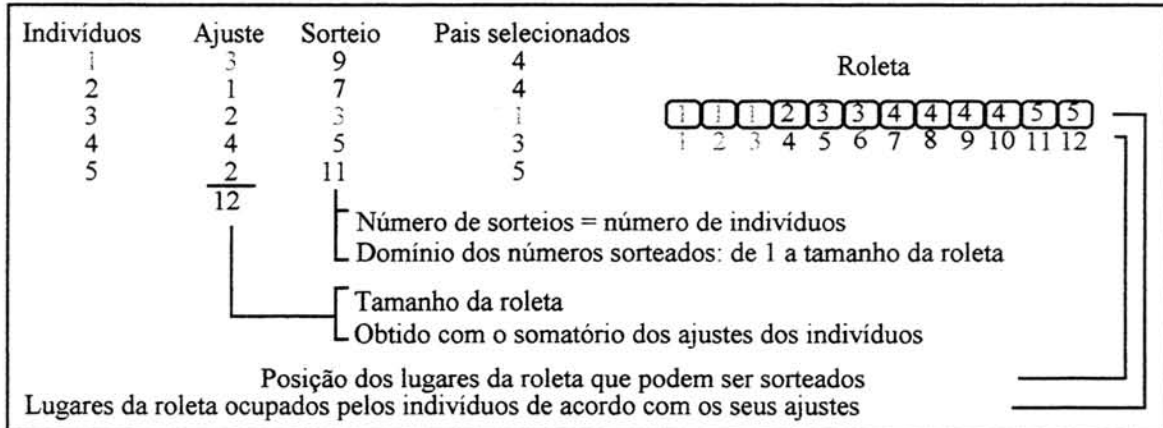 Indivíduos Ajuste Sorteio Pais selecionados
1 3 9 4
Roleta
2 1 7 4
3 2 3 1
1 1 1 2 3 3 4 4 4 4 5 5
4 4 5 3
1 2 3 4 5 6 7 8 9 10 11 12
5 2 11 5
12
Número de sorteios = número de indivíduos
Domínio dos números sorteados: de 1 a tamanho da roleta
Tamanho da roleta
Obtido com o somatório dos ajustes dos indivíduos
Posição dos lugares da roleta que podem ser sorteados
Lugares da roleta ocupados pelos indivíduos de acordo com os seus ajustes